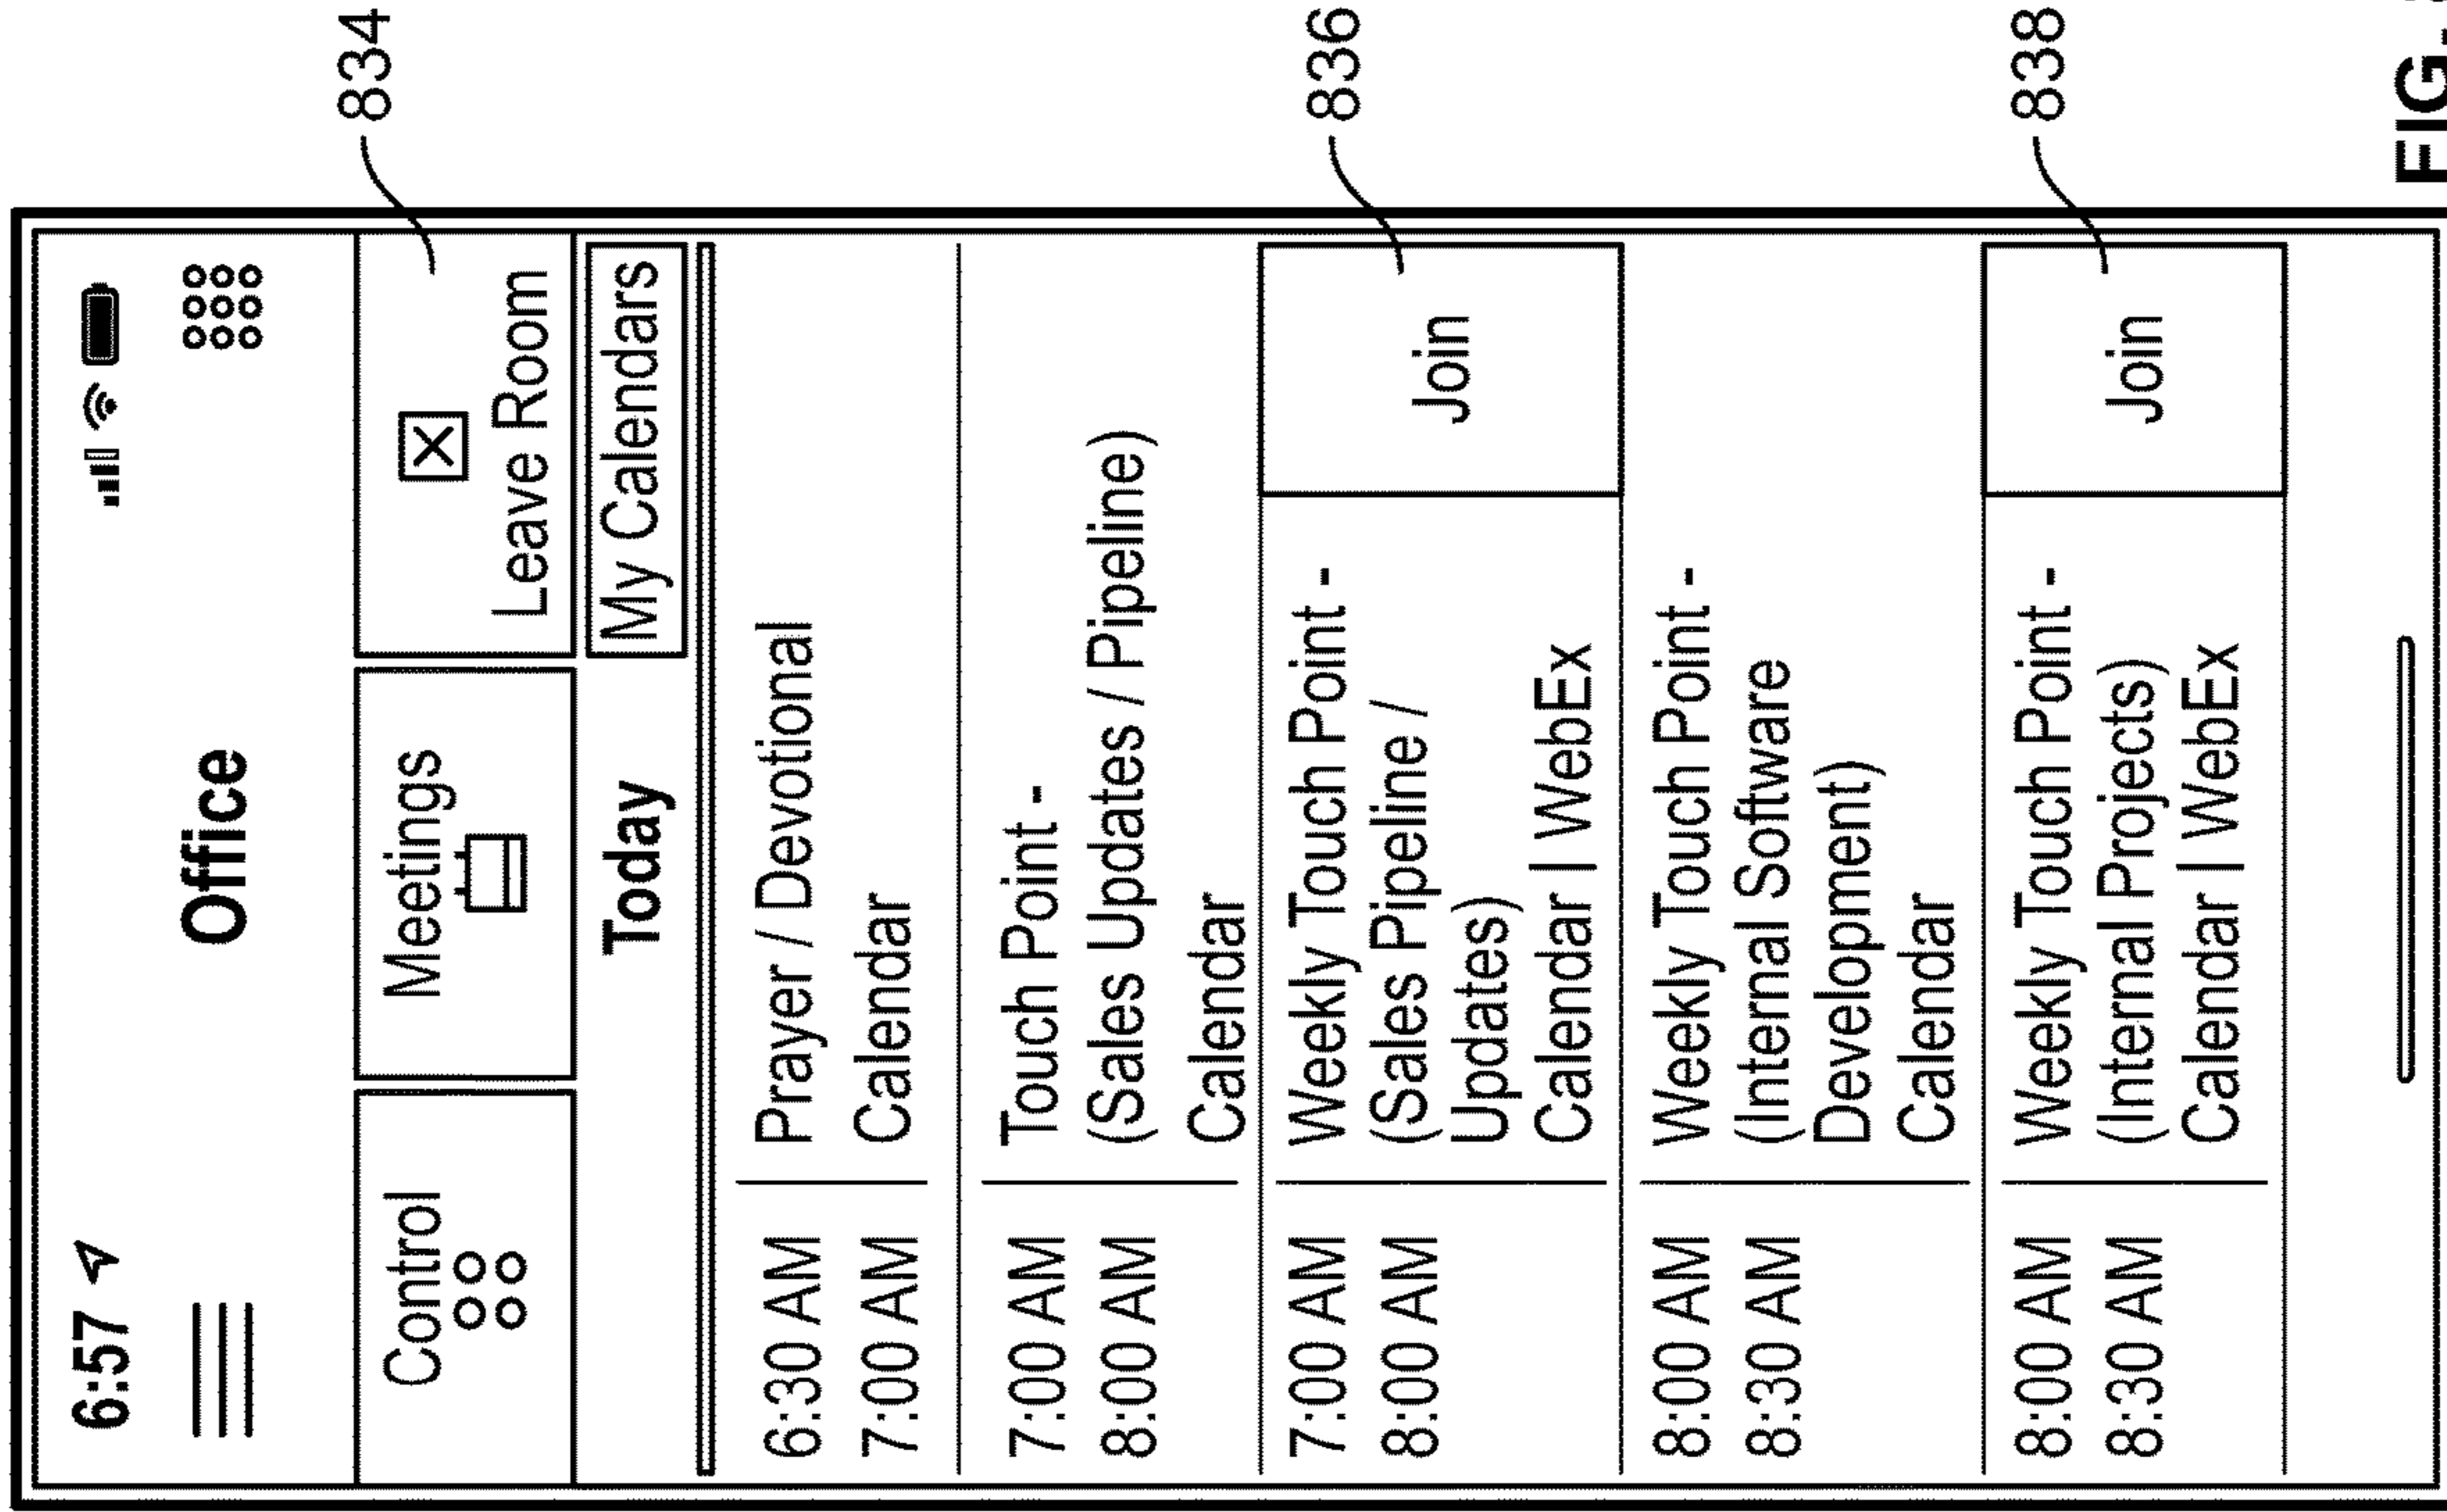 6:57
Office
Control
Meetings
Leave Room
834
Today
My Calendars
6:30 AM
7:00 AM
Prayer / Devotional
Calendar
7:00 AM
8:00 AM
Touch Point -
(Sales Updates / Pipeline)
Calendar
7:00 AM
8:00 AM
Weekly Touch Point -
(Sales Pipeline /
Updates)
Calendar | WebEx
Join
836
8:00 AM
8:30 AM
Weekly Touch Point -
(Internal Software
Development)
Calendar
8:00 AM
8:30 AM
Weekly Touch Point -
(Internal Projects)
Calendar | WebEx
Join
838
FIG.